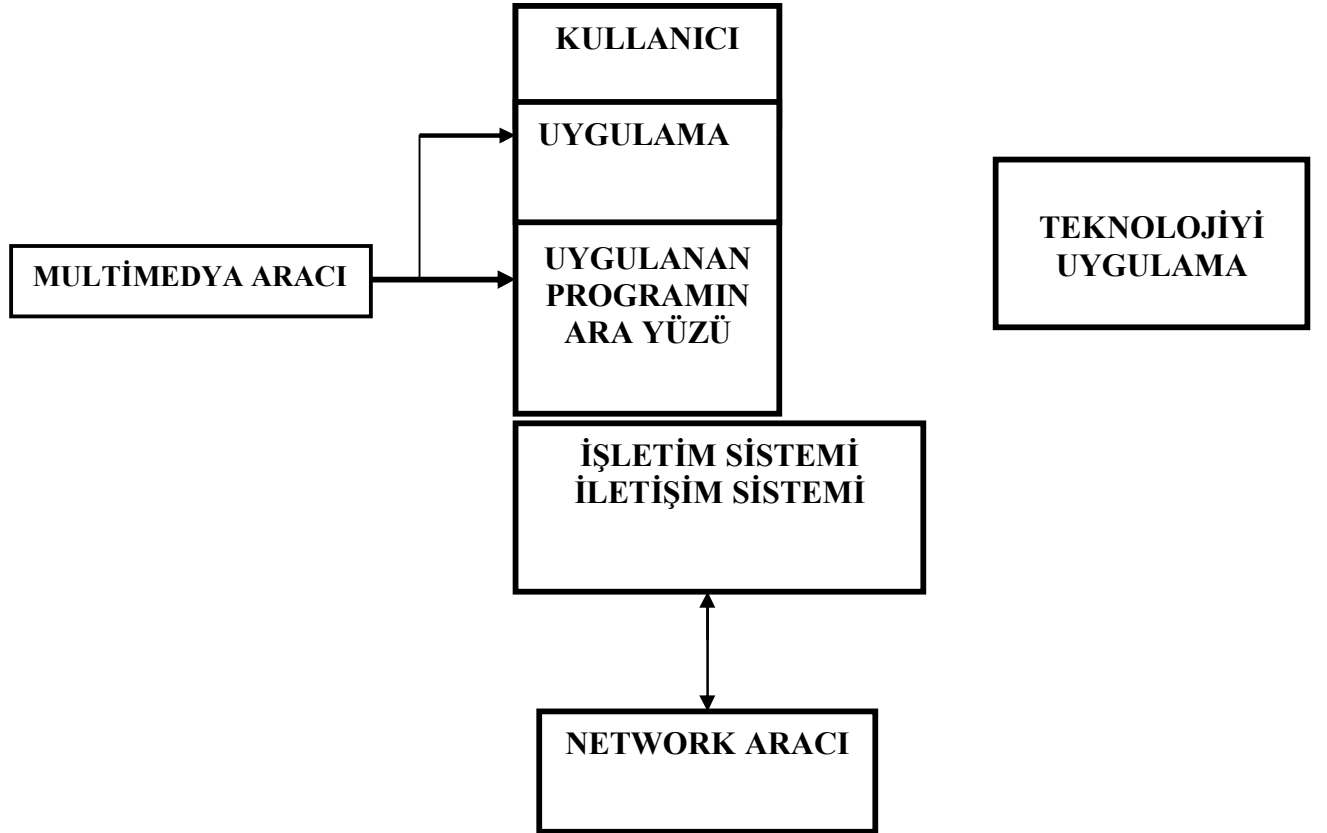 KULLANICI
UYGULAMA
MULTİMEDYA ARACI
UYGULANAN
PROGRAMIN
ARA YÜZÜ
TEKNOLOJİYİ
UYGULAMA
İŞLETİM SİSTEMİ
İLETİŞİM SİSTEMİ
NETWORK ARACI